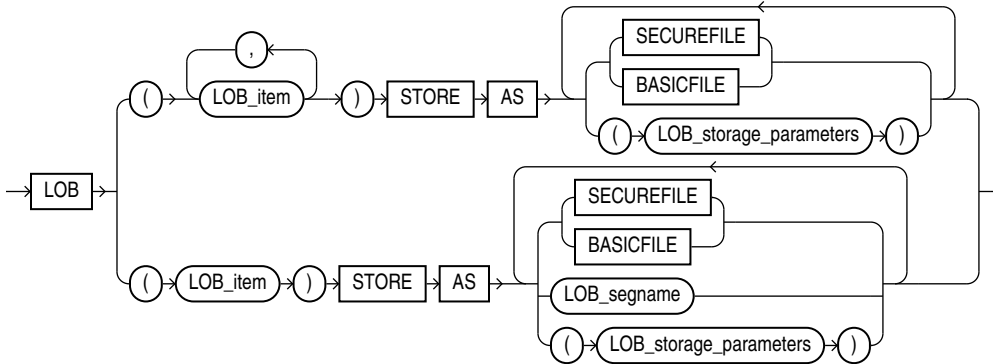 SECUREFILE
,
BASICFILE
( LOB_item ) STORE AS
( LOB_storage_parameters )
LOB
SECUREFILE
BASICFILE
( LOB_item ) STORE AS
LOB_segname
( LOB_storage_parameters )